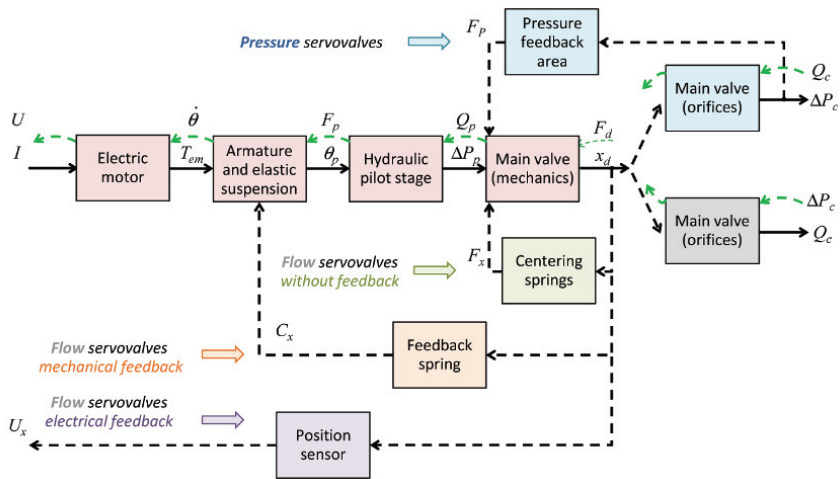 Pressure servovalves
F_p
Pressure
feedback
area
Main valve
(orifices)
Q_c
ΔP_c
U
I
Electric
motor
θ̇
T_em
Armature
and elastic
suspension
F_p
θ_p
Hydraulic
pilot stage
Q_p
ΔP_p
Main valve
(mechanics)
F_d
x_d
Main valve
(orifices)
ΔP_c
Q_c
Flow servovalves
without feedback
F_x
Centering
springs
C_x
Flow servovalves
mechanical feedback
Feedback
spring
Flow servovalves
electrical feedback
U_x
Position
sensor